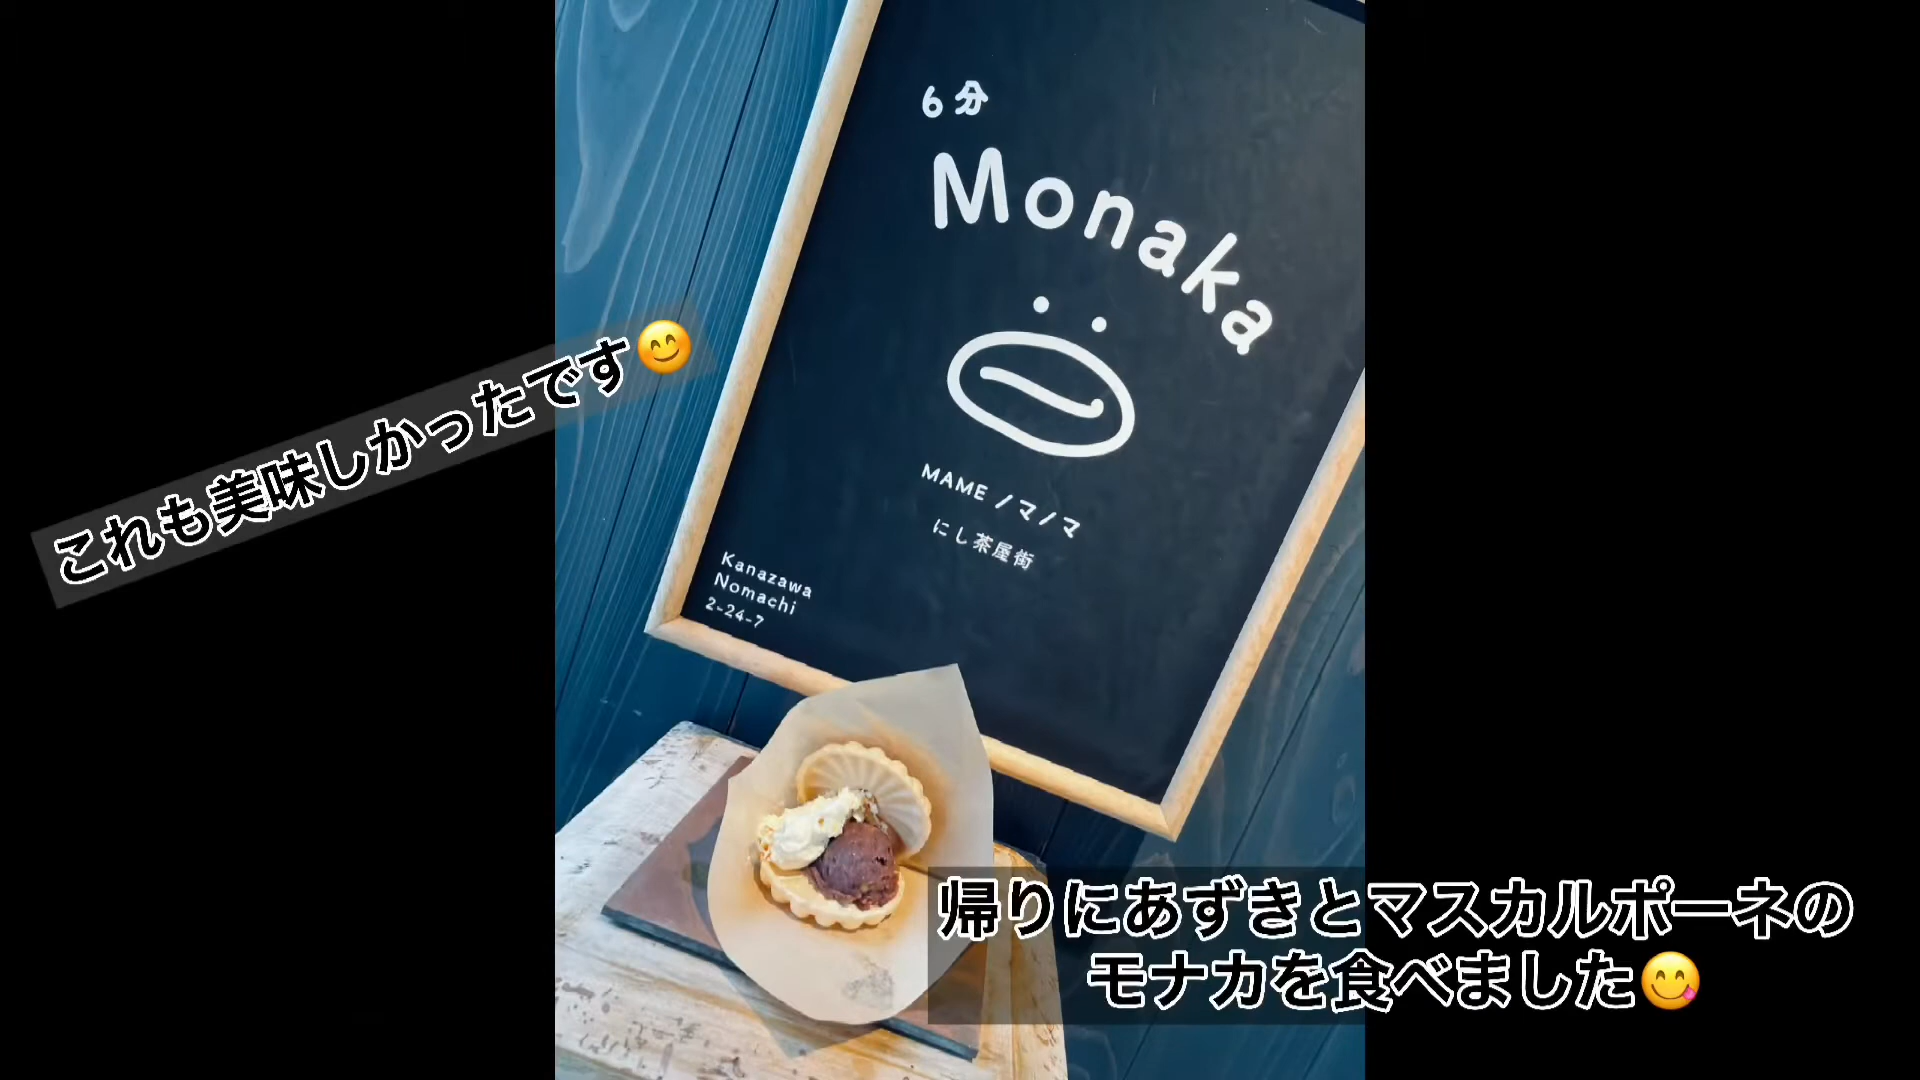 6分
Monaka
MAME ノマノマ
にし茶屋街
Kanazawa
Nomachi
2-24-7
これも美味しかったです😊
帰りにあずきとマスカルポーネの
モナカを食べました😋